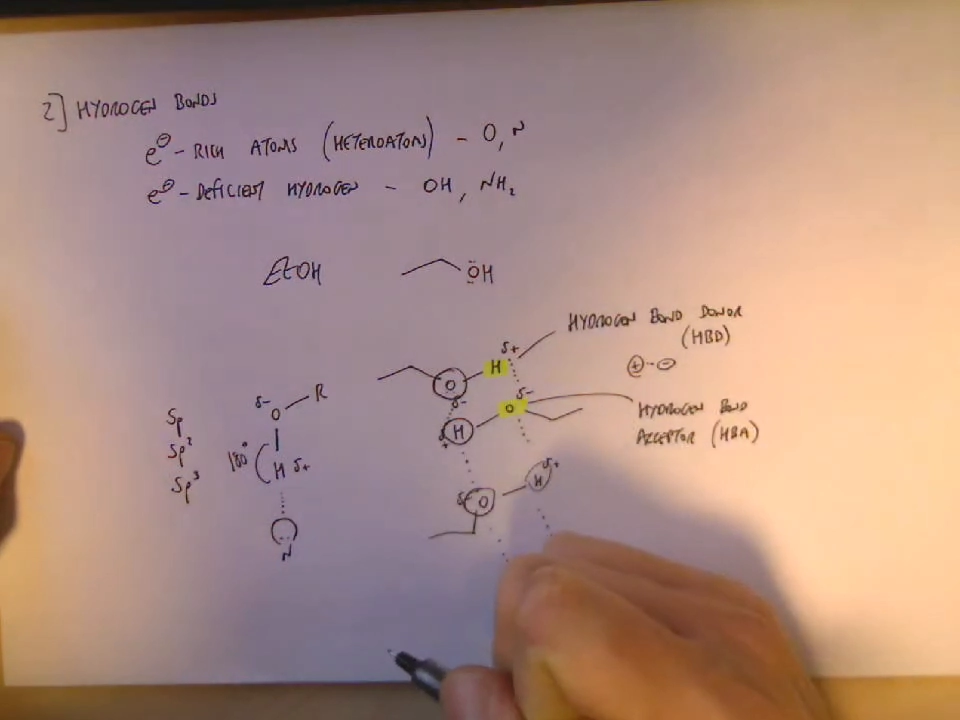 2] HYDROGEN BONDS
e⊖-RICH ATOMS (HETEROATOM) - O, N
e⊖-DEFICIENT HYDROGEN - OH, NH2
EtOH
ÖH
HYDROGEN BOND DONOR
(HBD)
⊕--⊖
δ+
H
O
δ-
δ-
O
HYDROGEN BOND
ACCEPTOR (HBA)
H
δ+
δ-
O
H
δ+
Sp
Sp2
Sp3
δ-
O
R
180°
H δ+
N